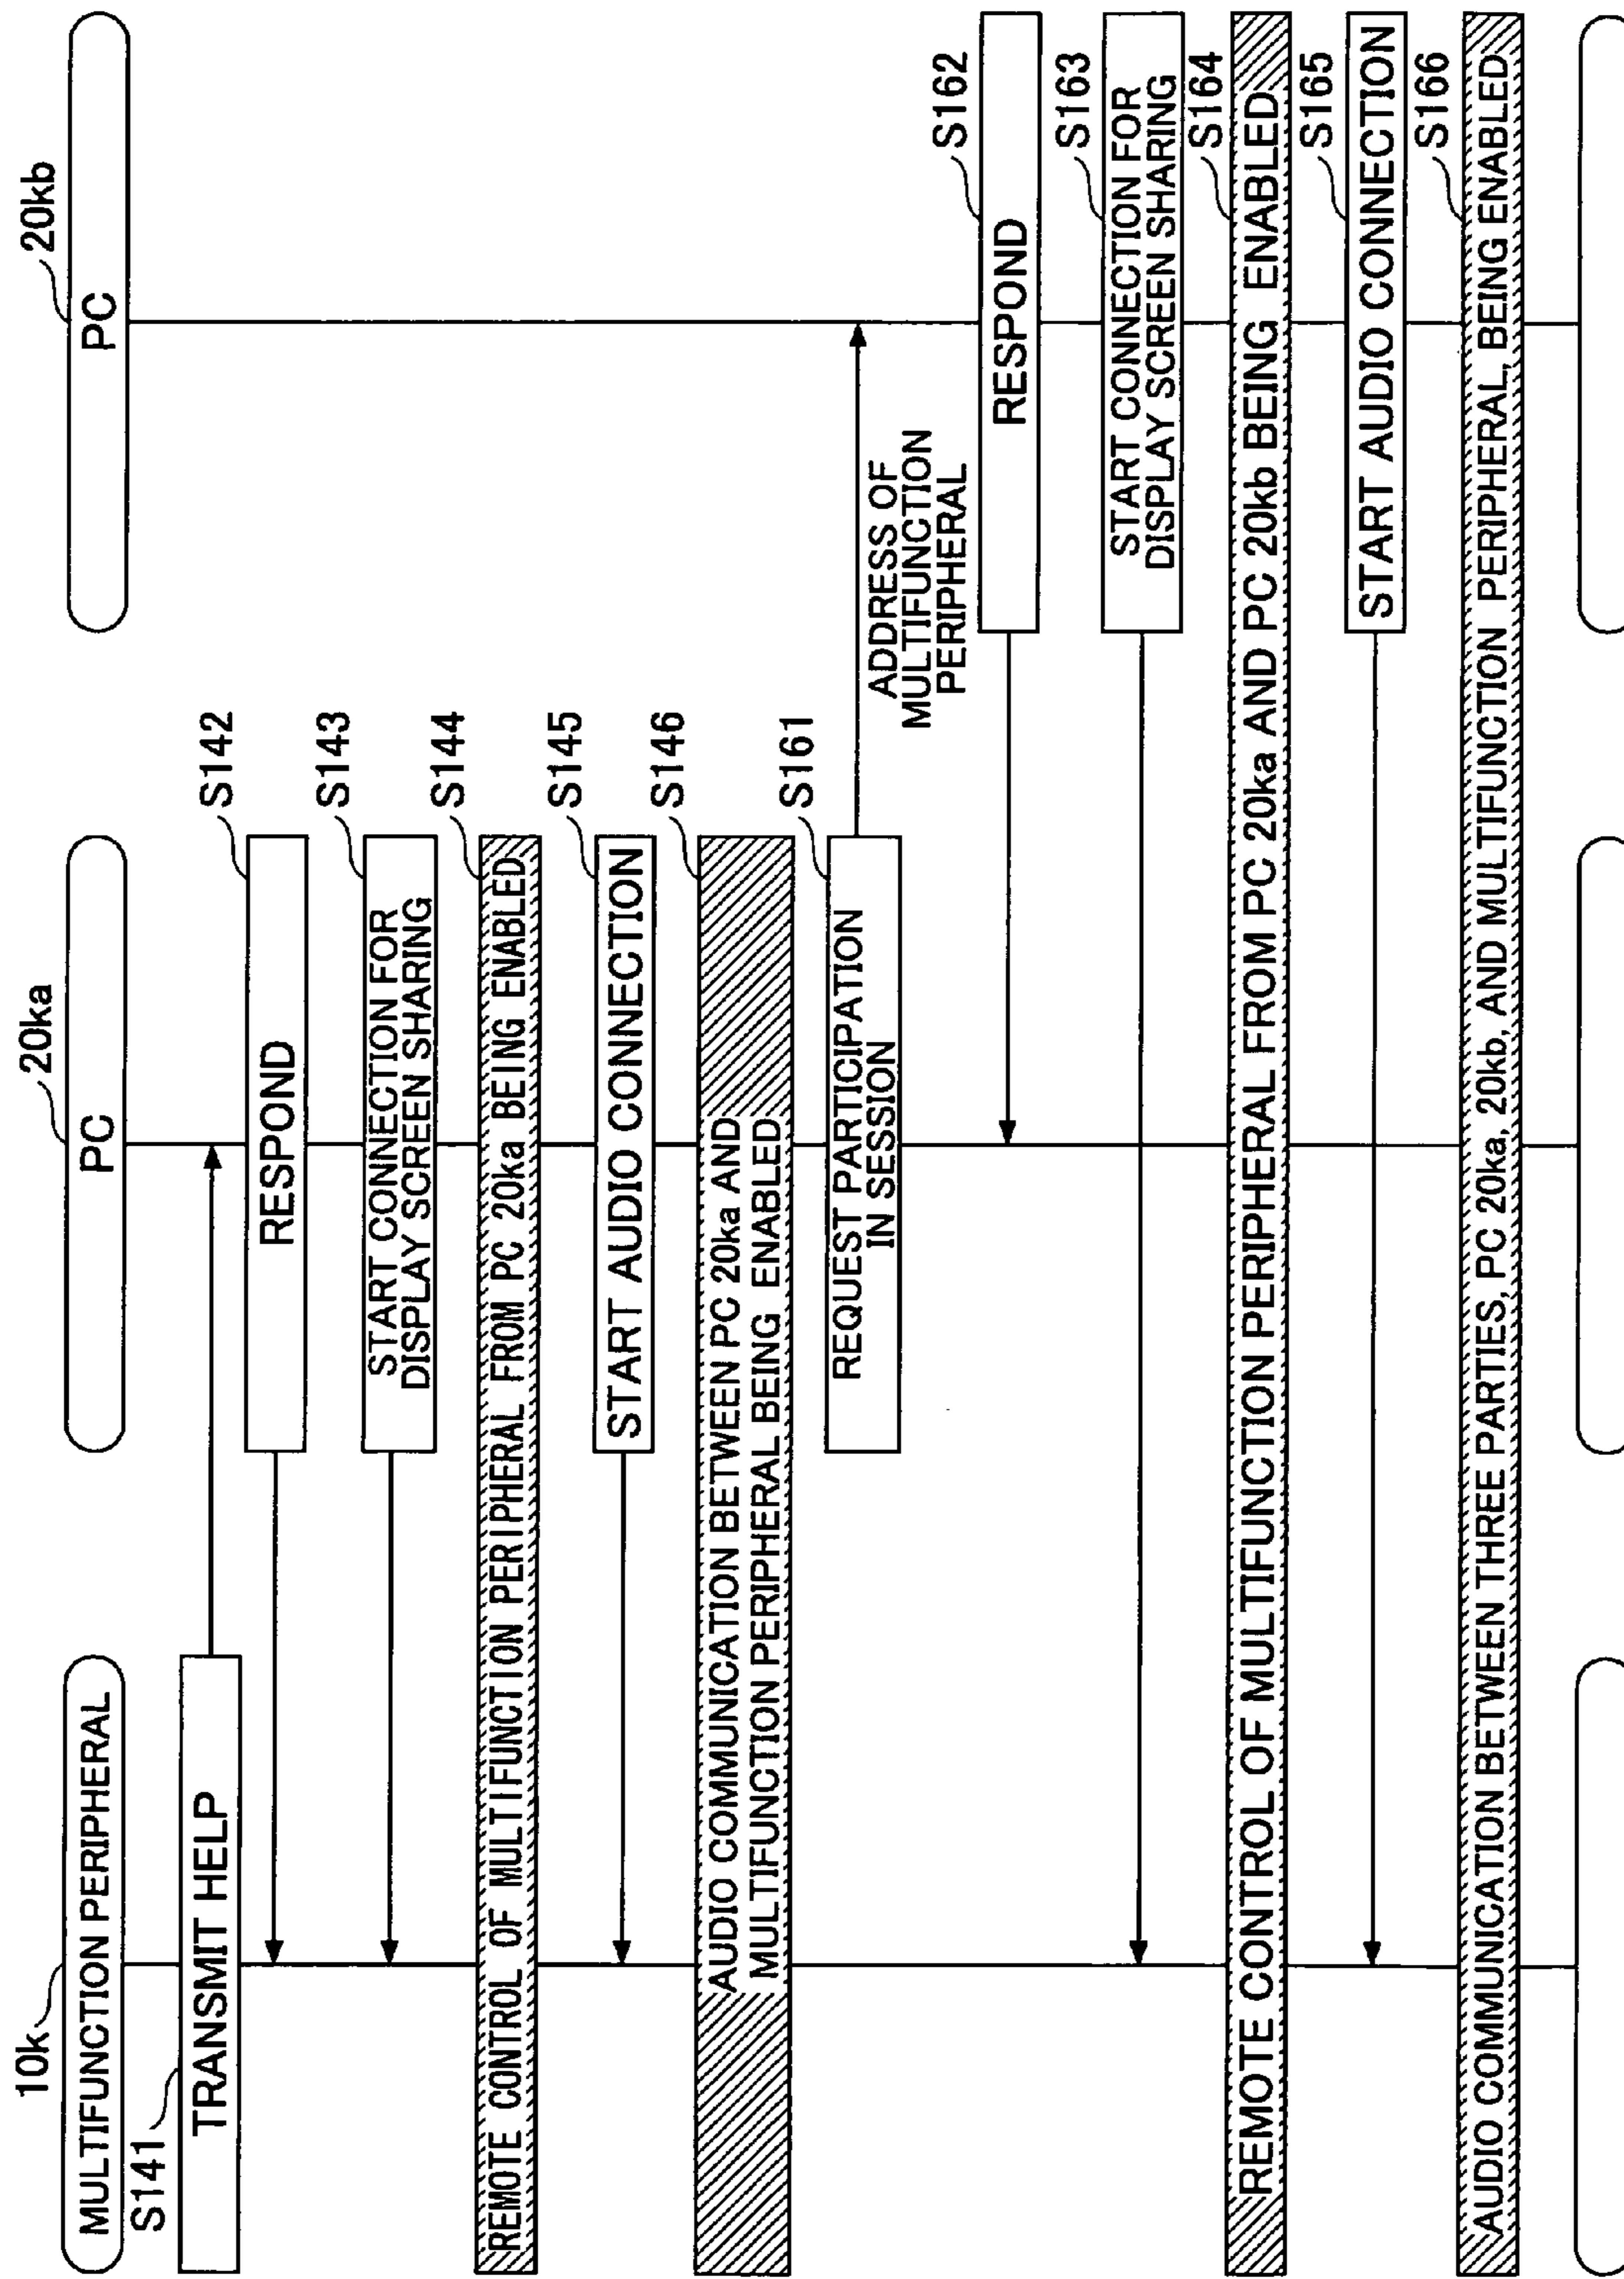 10k
MULTIFUNCTION PERIPHERAL
20ka
PC
20kb
PC
S141
TRANSMIT HELP
S142
RESPOND
S143
START CONNECTION FOR
DISPLAY SCREEN SHARING
S144
REMOTE CONTROL OF MULTIFUNCTION PERIPHERAL FROM PC 20ka BEING ENABLED
S145
START AUDIO CONNECTION
S146
AUDIO COMMUNICATION BETWEEN PC 20ka AND
MULTIFUNCTION PERIPHERAL BEING ENABLED
S161
REQUEST PARTICIPATION
IN SESSION
ADDRESS OF
MULTIFUNCTION
PERIPHERAL
S162
RESPOND
S163
START CONNECTION FOR
DISPLAY SCREEN SHARING
S164
REMOTE CONTROL OF MULTIFUNCTION PERIPHERAL FROM PC 20ka AND PC 20kb BEING ENABLED
S165
START AUDIO CONNECTION
S166
AUDIO COMMUNICATION BETWEEN THREE PARTIES, PC 20ka, 20kb, AND MULTIFUNCTION PERIPHERAL, BEING ENABLED